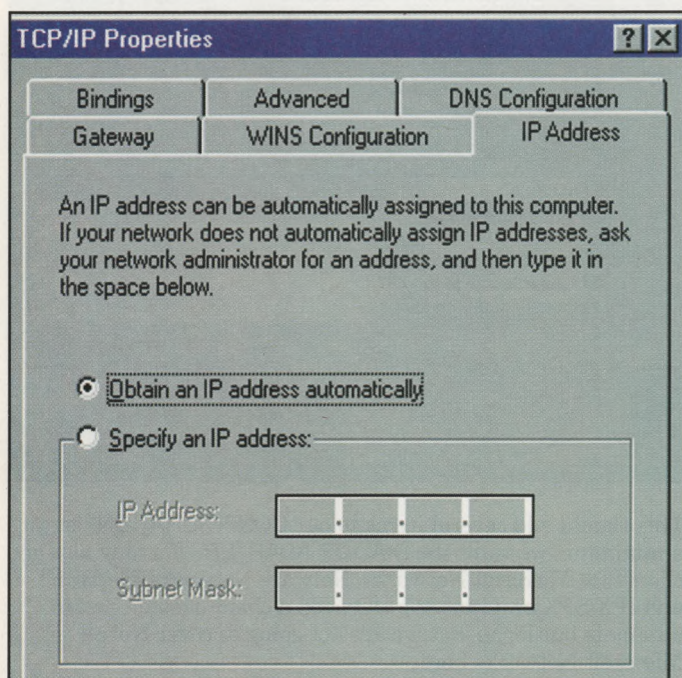 TCP/IP Properties
Bindings
Advanced
DNS Configuration
Gateway
WINS Configuration
IP Address
An IP address can be automatically assigned to this computer.
If your network does not automatically assign IP addresses, ask
your network administrator for an address, and then type it in
the space below.
Obtain an IP address automatically
Specify an IP address:
IP Address:
. . .
Subnet Mask:
. . .